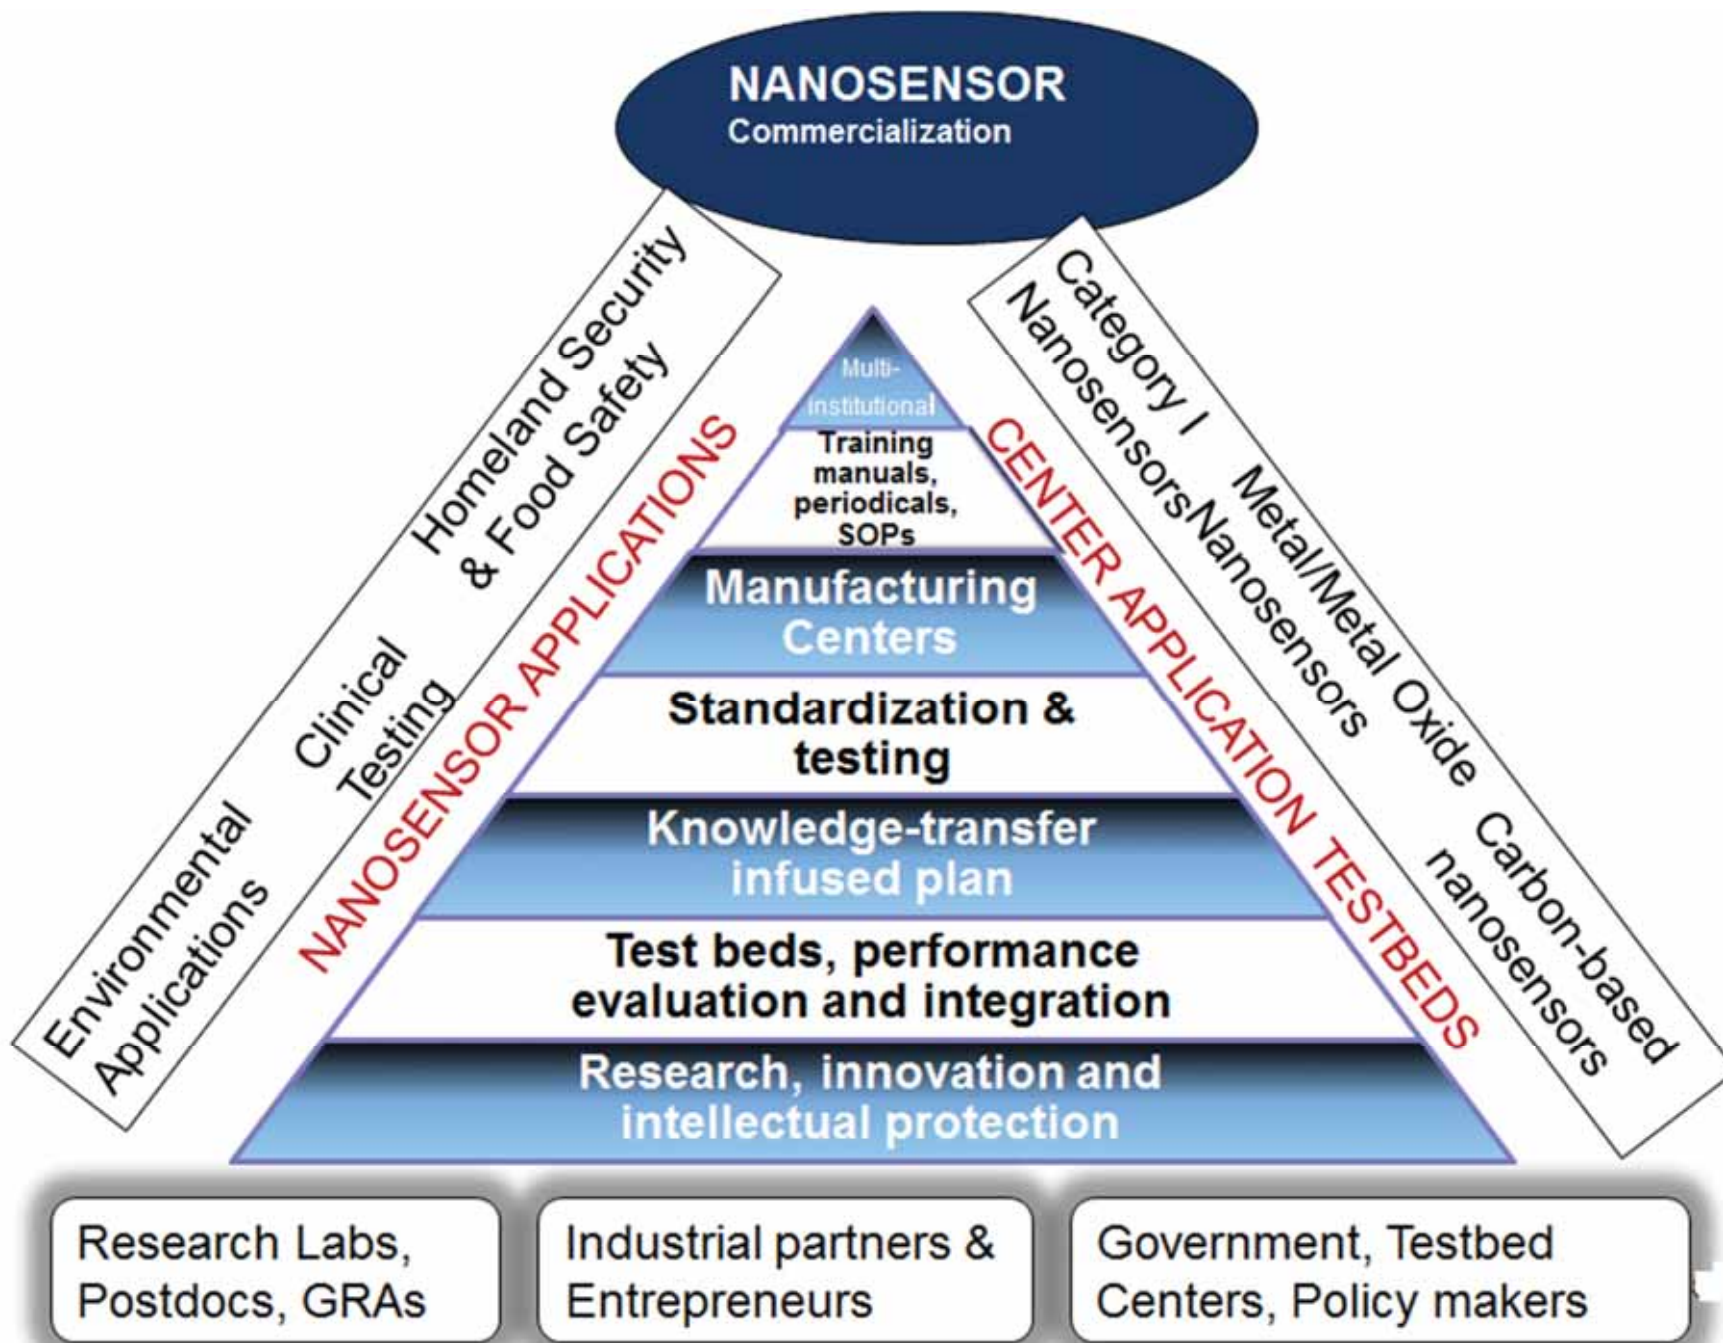 NANOSENSOR
Commercialization
Homeland Security
& Food Safety
Clinical
Testing
Environmental
Applications
NANOSENSOR APPLICATIONS
Category I
Nanosensors
Metal/Metal Oxide
Nanosensors
Carbon-based
nanosensors
CENTER APPLICATION TESTBEDS
Multi-
institutional
Training
manuals,
periodicals,
SOPs
Manufacturing
Centers
Standardization &
testing
Knowledge-transfer
infused plan
Test beds, performance
evaluation and integration
Research, innovation and
intellectual protection
Research Labs,
Postdocs, GRAs
Industrial partners &
Entrepreneurs
Government, Testbed
Centers, Policy makers